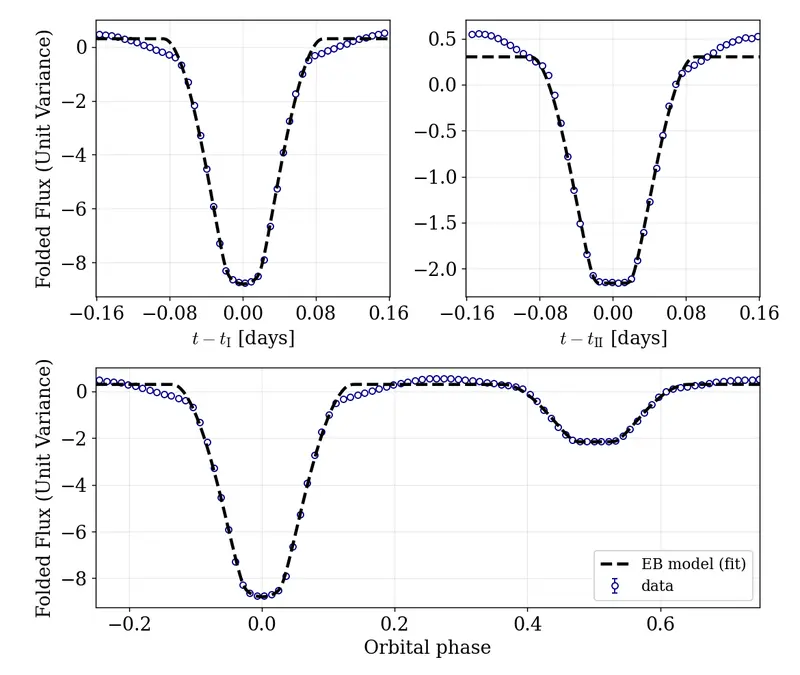 Folded Flux (Unit Variance)
0
−2
−4
−6
−8
−0.16 −0.08 0.00 0.08 0.16
t − tI [days]
0.5
0.0
−0.5
−1.0
−1.5
−2.0
−0.16 −0.08 0.00 0.08 0.16
t − tII [days]
Folded Flux (Unit Variance)
0
−2
−4
−6
−8
−0.2 0.0 0.2 0.4 0.6
Orbital phase
EB model (fit)
data